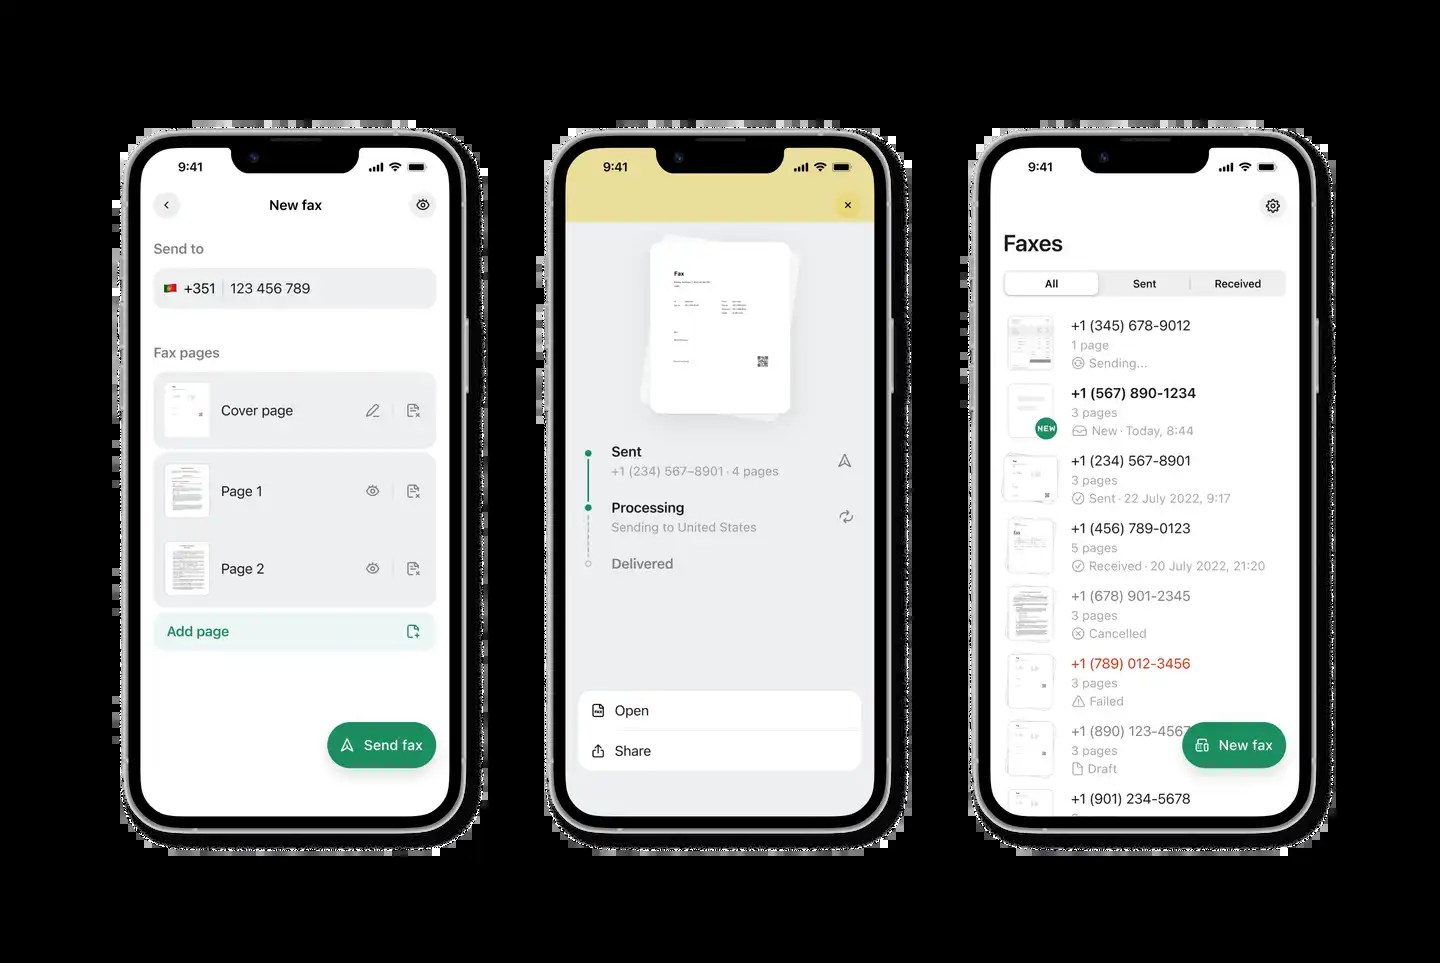 9:41
New fax
Send to
+351 123 456 789
Fax pages
Cover page
Page 1
Page 2
Add page
Send fax
9:41
Fax
Sent
+1 (234) 567-8901 · 4 pages
Processing
Sending to United States
Delivered
Open
Share
9:41
Faxes
All Sent Received
+1 (345) 678-9012
1 page
Sending...
+1 (567) 890-1234
3 pages
NEW
New · Today, 8:44
+1 (234) 567-8901
3 pages
Sent · 22 July 2022, 9:17
+1 (456) 789-0123
5 pages
Received · 20 July 2022, 21:20
+1 (678) 901-2345
3 pages
Cancelled
+1 (789) 012-3456
3 pages
Failed
+1 (890) 123-4567
3 pages
Draft
New fax
+1 (901) 234-5678